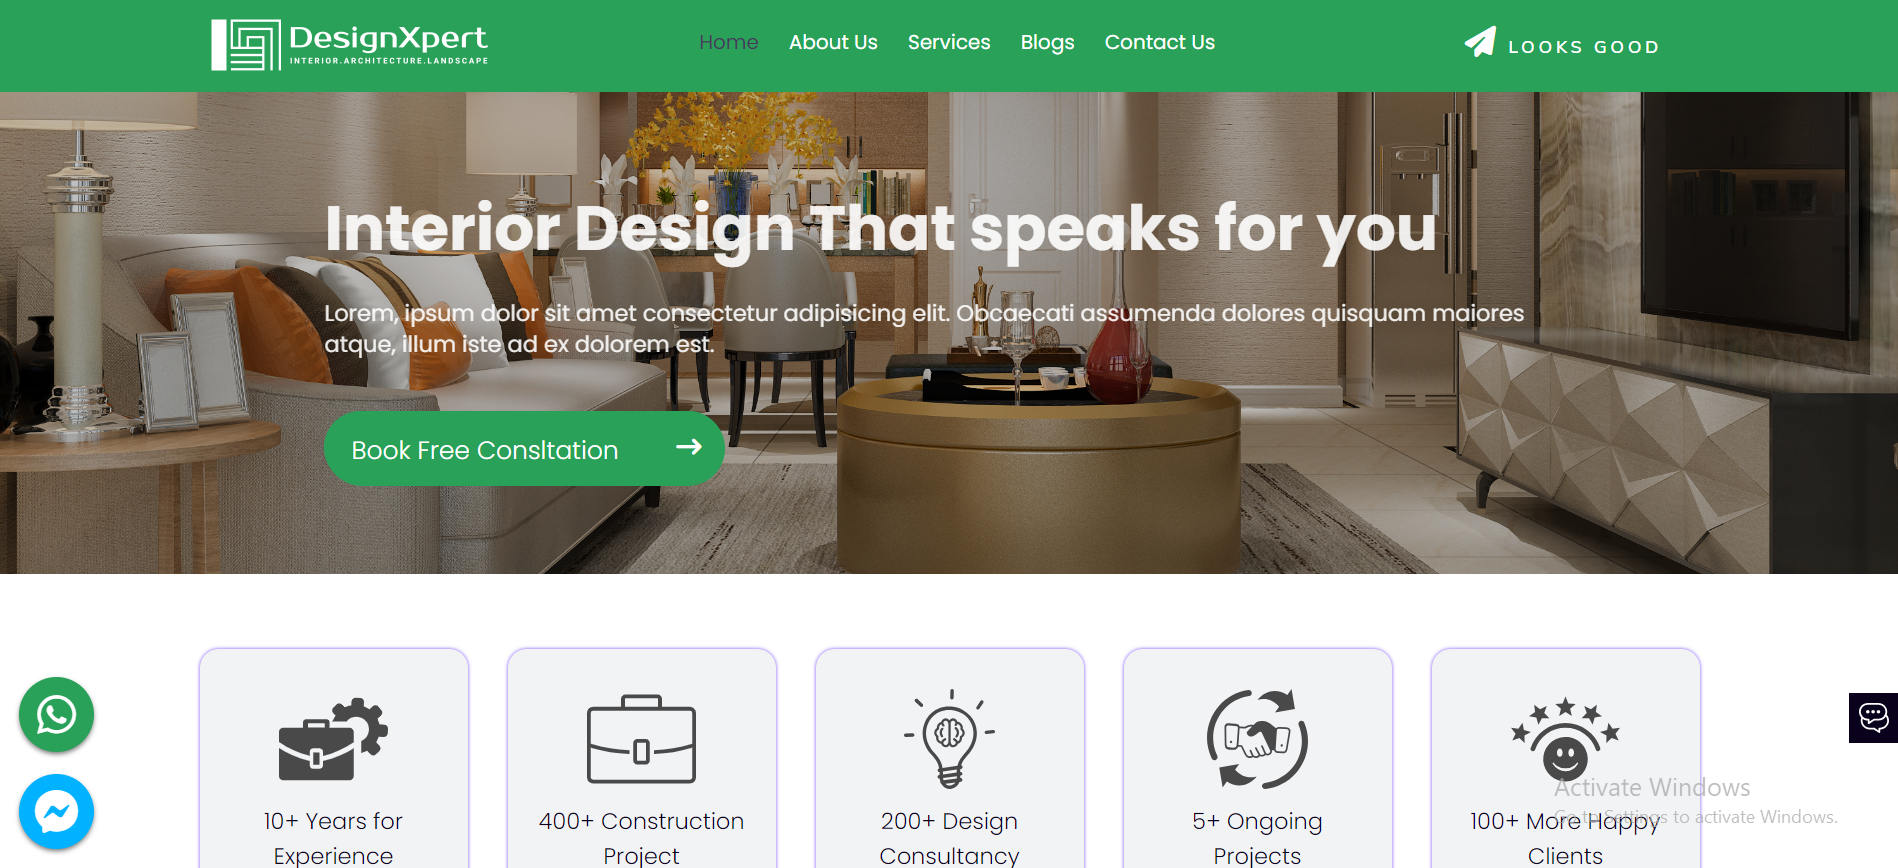 DesignXpert
INTERIOR.ARCHITECTURE.LANDSCAPE
Home About Us Services Blogs Contact Us
LOOKS GOOD
Interior Design That speaks for you
Lorem, ipsum dolor sit amet consectetur adipisicing elit. Obcaecati assumenda dolores quisquam maiores
atque, illum iste ad ex dolorem est.
Book Free Consltation
10+ Years for
Experience
400+ Construction
Project
200+ Design
Consultancy
5+ Ongoing
Projects
100+ More Happy
Clients
Activate Windows
Go to Settings to activate Windows.